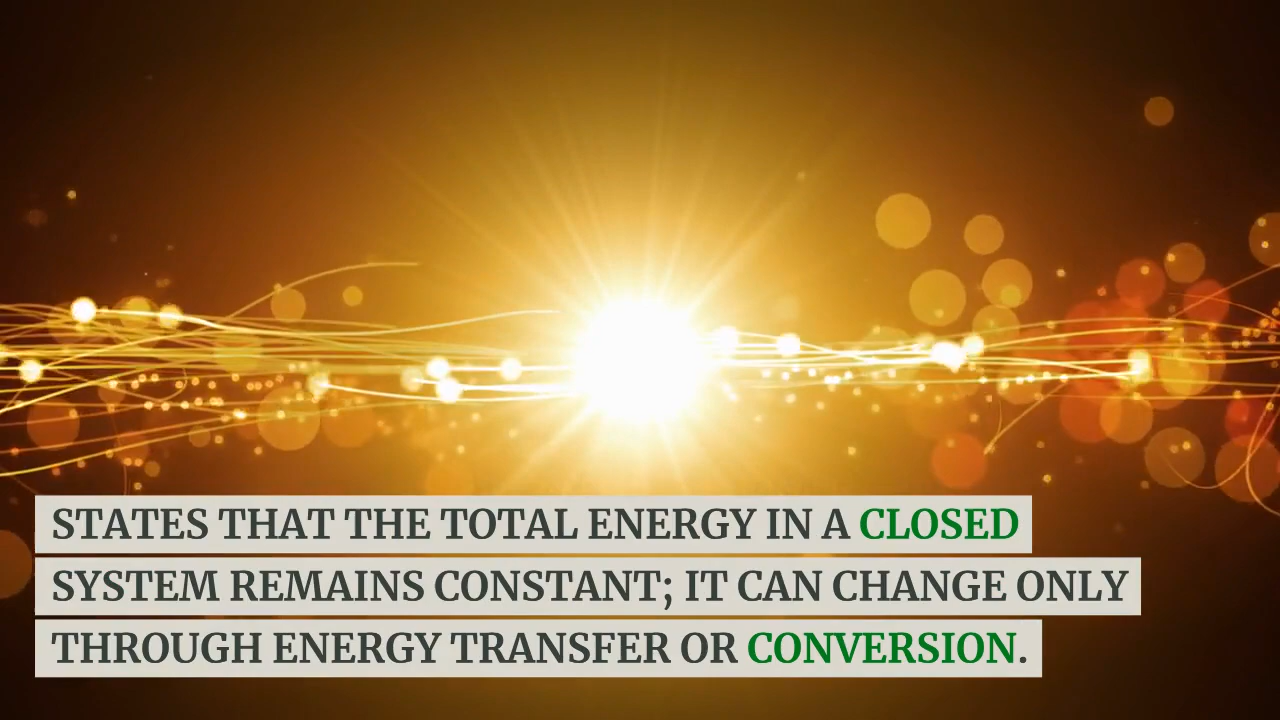 STATES THAT THE TOTAL ENERGY IN A CLOSED
SYSTEM REMAINS CONSTANT; IT CAN CHANGE ONLY
THROUGH ENERGY TRANSFER OR CONVERSION.